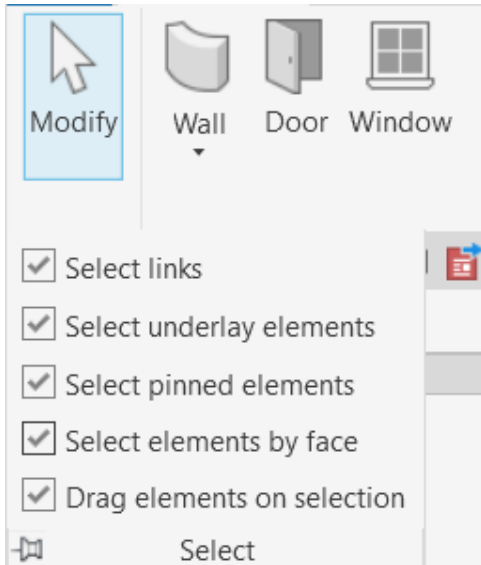 Modify Wall Door Window
Select links
Select underlay elements
Select pinned elements
Select elements by face
Drag elements on selection
Select